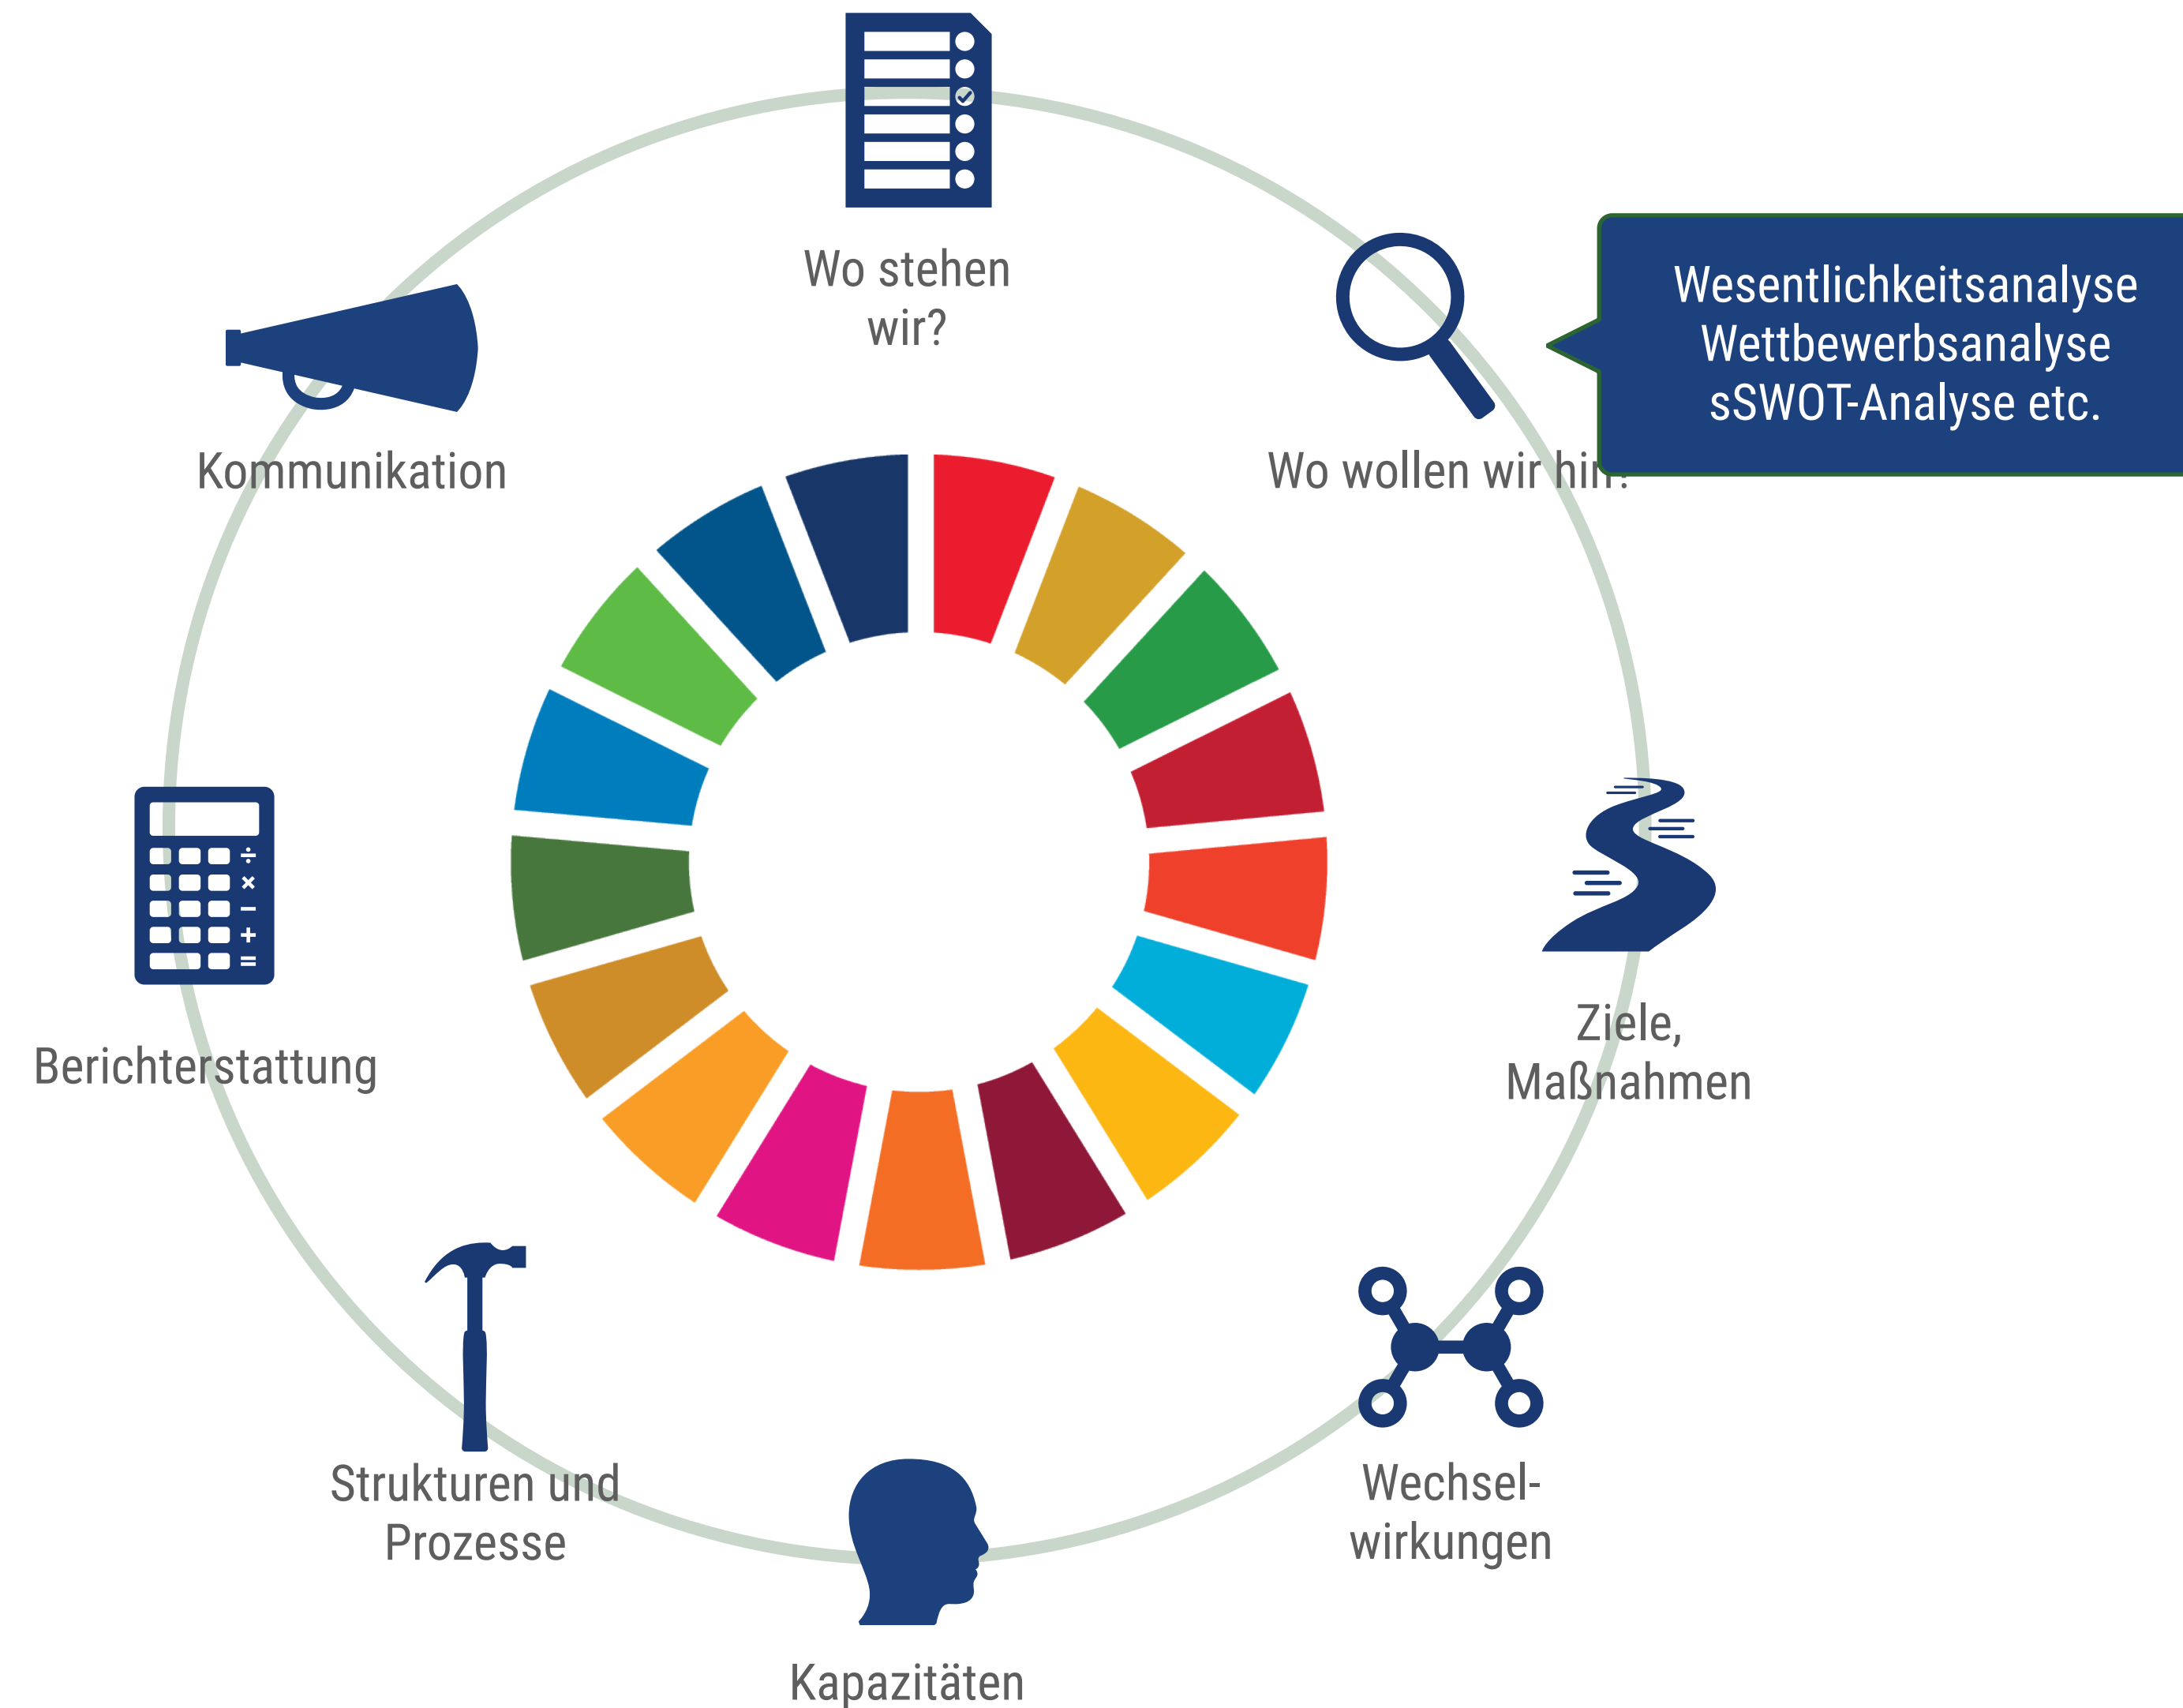 Wo stehen
wir?
Wo wollen wir hin?
Wesentlichkeitsanalyse
Wettbewerbsanalyse
sSWOT-Analyse etc.
Ziele,
Maßnahmen
Wechsel-
wirkungen
Kapazitäten
Strukturen und
Prozesse
Berichterstattung
Kommunikation